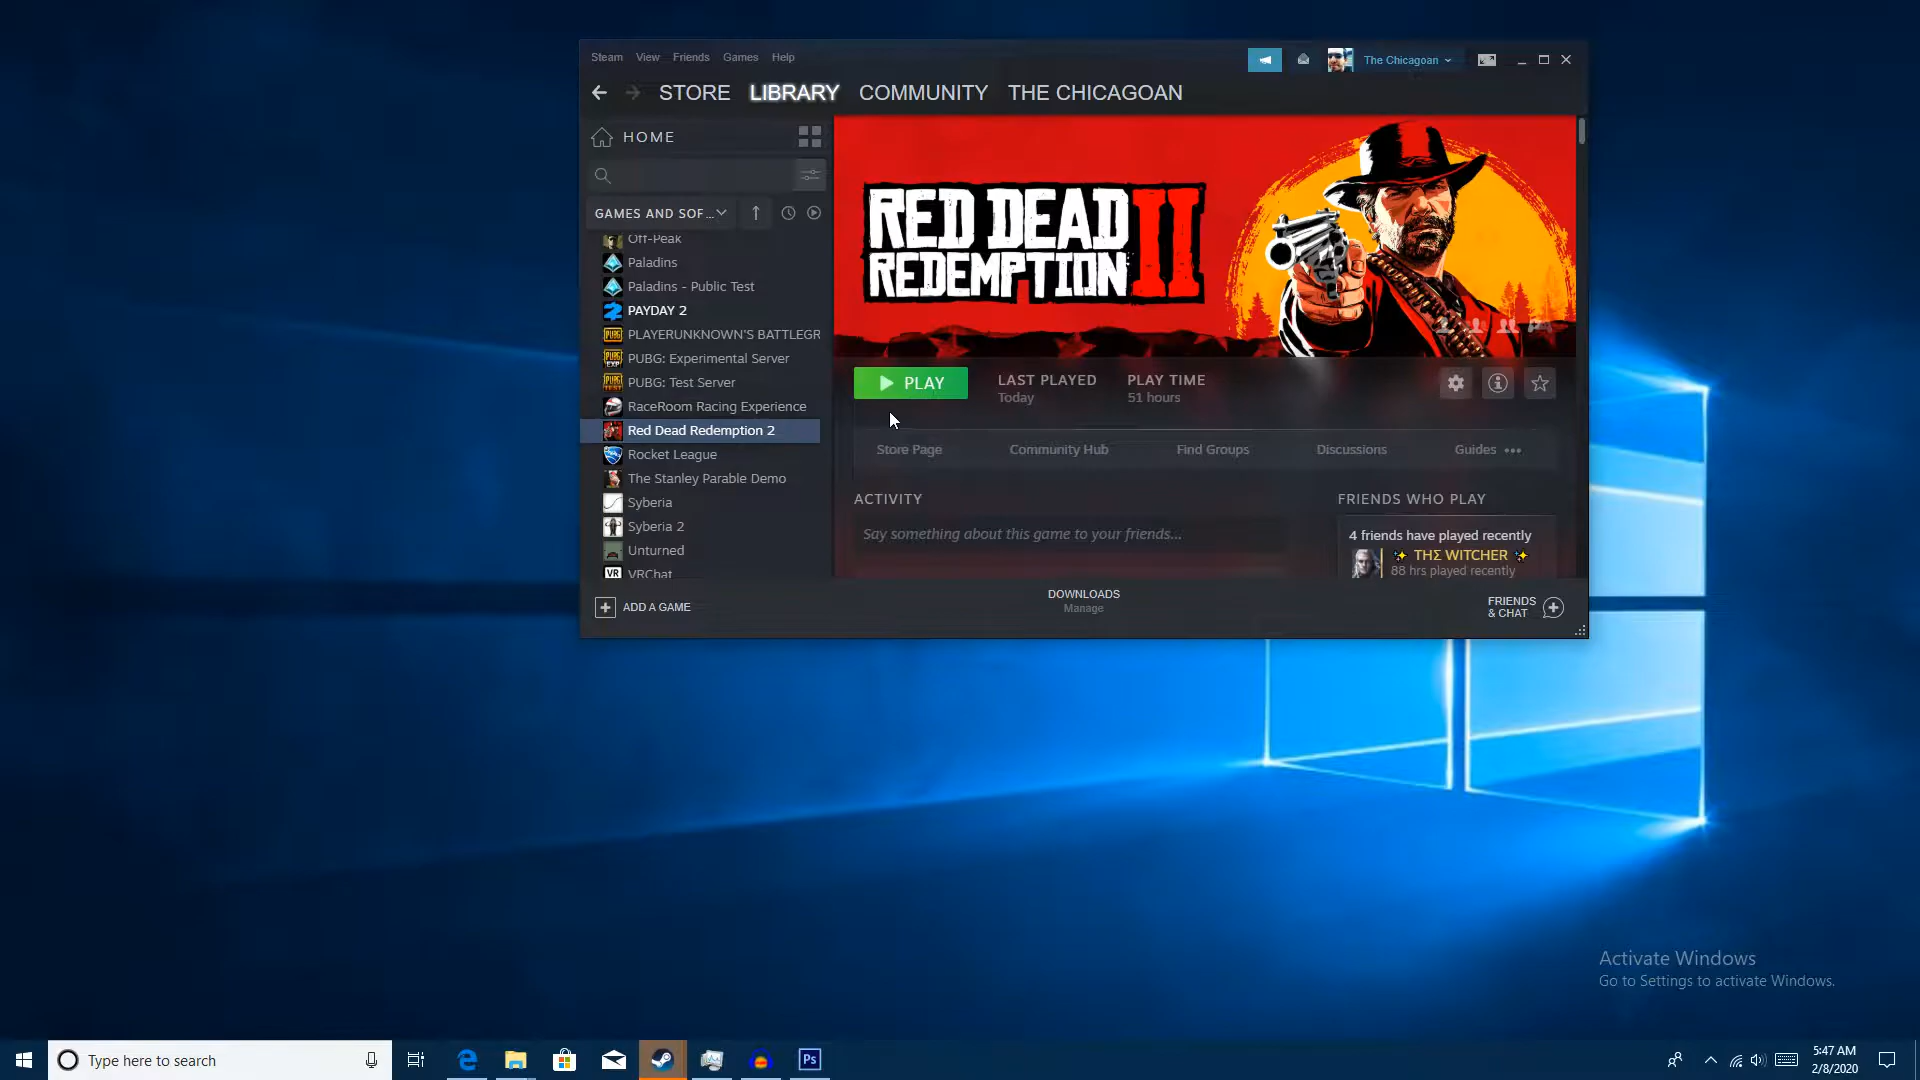 Steam View Friends Games Help
The Chicagoan
STORE LIBRARY COMMUNITY THE CHICAGOAN
HOME
GAMES AND SOF...
Off-Peak
Paladins
Paladins - Public Test
PAYDAY 2
PLAYERUNKNOWN'S BATTLEGR
PUBG: Experimental Server
PUBG: Test Server
RaceRoom Racing Experience
Red Dead Redemption 2
Rocket League
The Stanley Parable Demo
Syberia
Syberia 2
Unturned
VRChat
ADD A GAME
RED DEAD
REDEMPTION II
PLAY
LAST PLAYED
Today
PLAY TIME
51 hours
Store Page Community Hub Find Groups Discussions Guides
ACTIVITY
Say something about this game to your friends...
FRIENDS WHO PLAY
4 friends have played recently
✨ THΣ WITCHER ✨
88 hrs played recently
DOWNLOADS
Manage
FRIENDS
& CHAT
Activate Windows
Go to Settings to activate Windows.
Type here to search
Ps
5:47 AM
2/8/2020